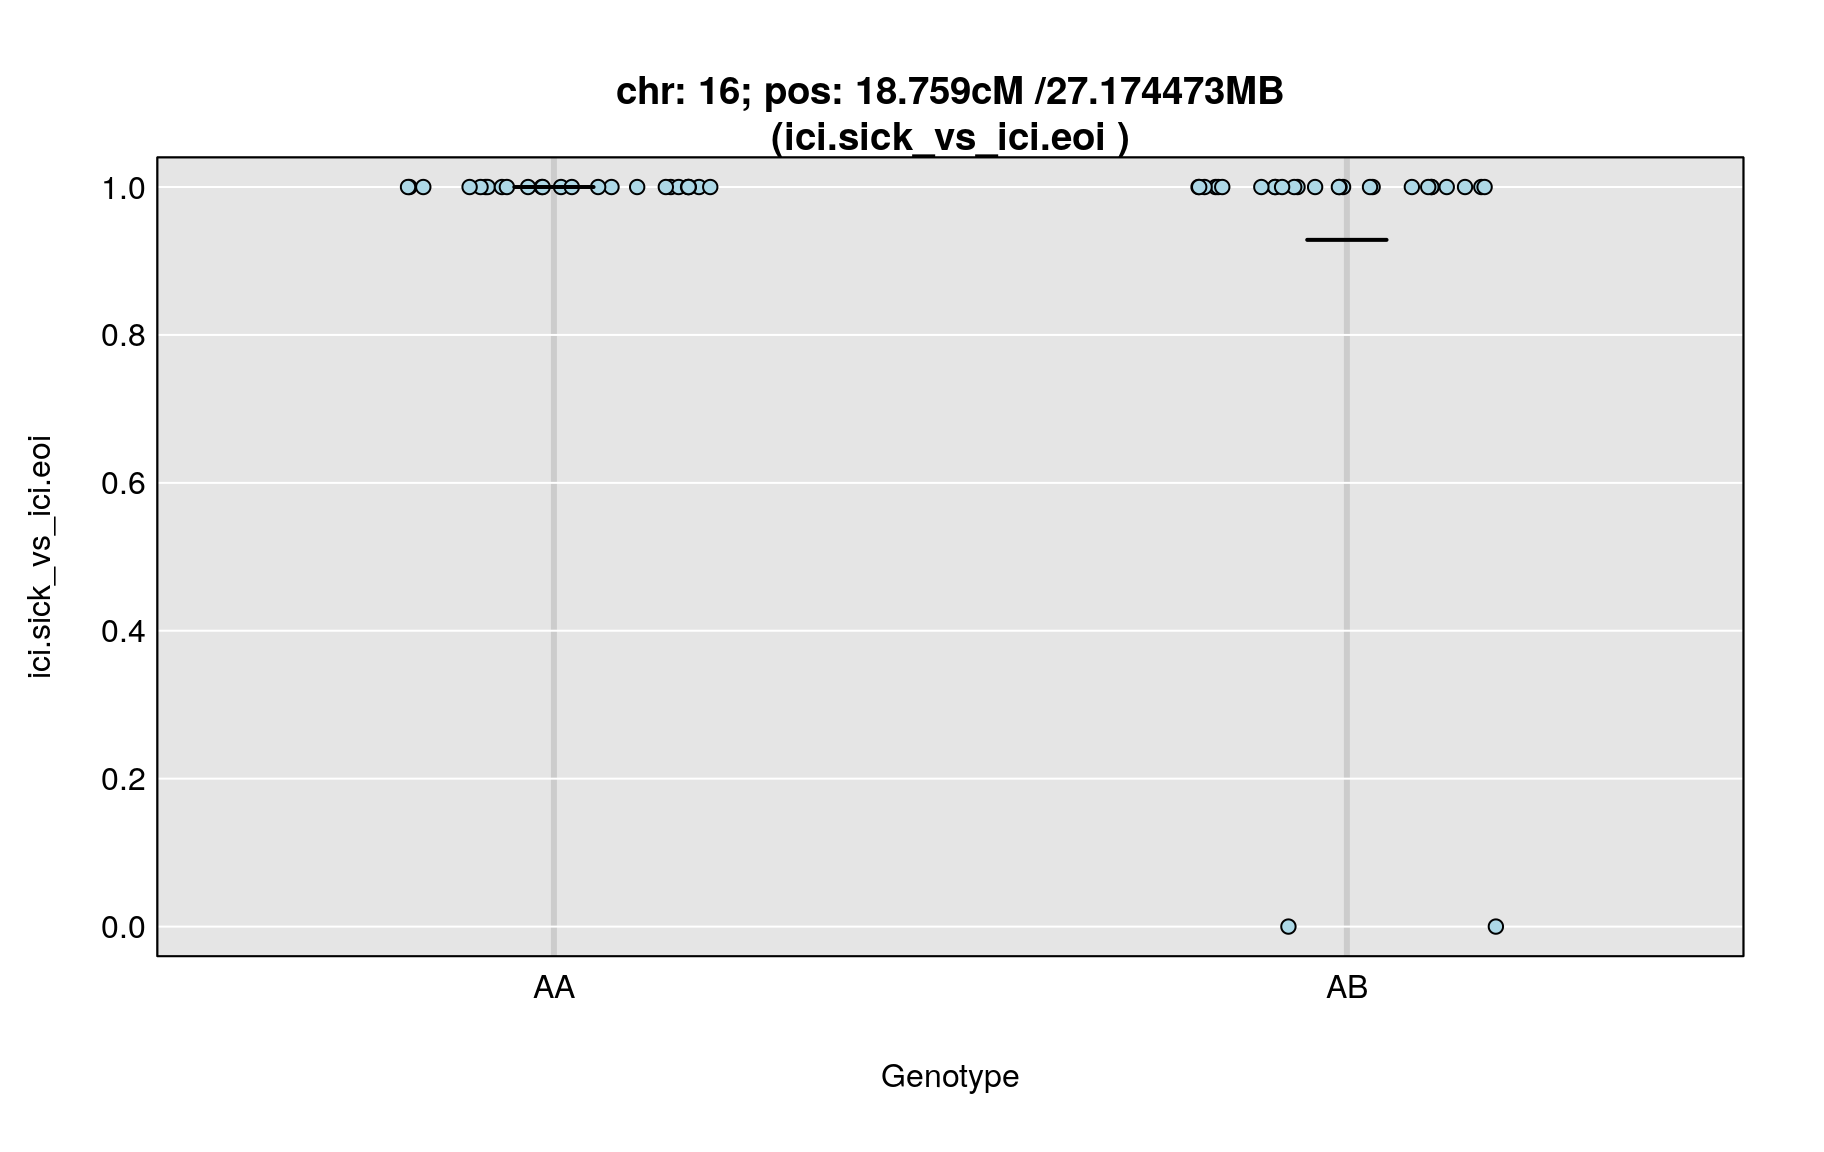 chr: 16; pos: 18.759cM /27.174473MB
(ici.sick_vs_ici.eoi )
ici.sick_vs_ici.eoi
1.0
0.8
0.6
0.4
0.2
0.0
AA
AB
Genotype